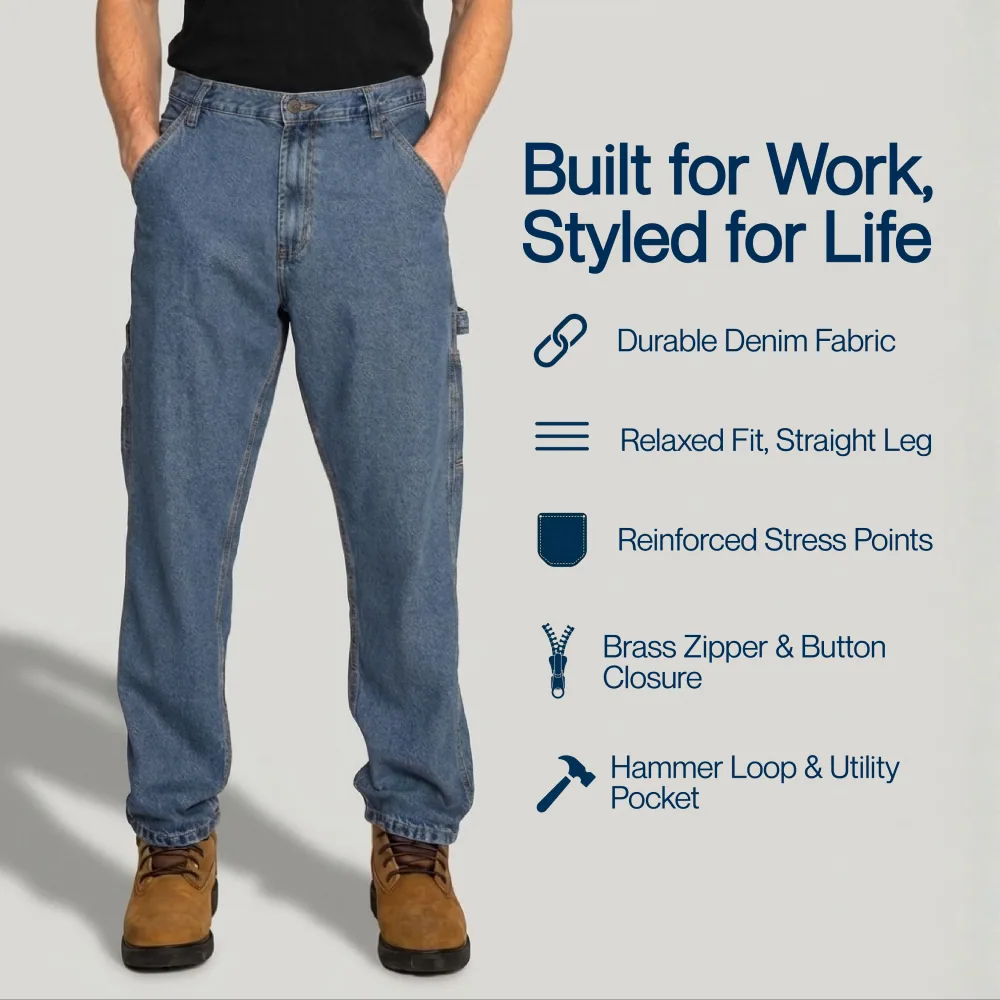 Built for Work,
Styled for Life
Durable Denim Fabric
Relaxed Fit, Straight Leg
Reinforced Stress Points
Brass Zipper & Button
Closure
Hammer Loop & Utility
Pocket